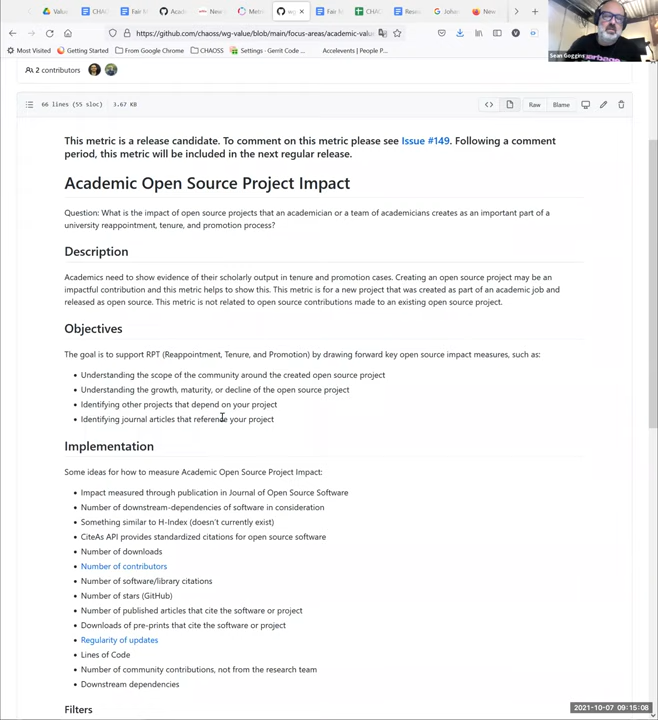 Value
CHAOSS
Fair M
Acade
New
Metric
wg-
Fair M
CHAO
Resea
Johan
New
https://github.com/chaoss/wg-value/blob/main/focus-areas/academic-valu
Most Visited
Getting Started
From Google Chrome
CHAOSS
Settings · Gerrit Code ...
Accelevents | People P...
Sean Goggins
2 contributors
66 lines (55 sloc)
3.67 KB
Raw
Blame
This metric is a release candidate. To comment on this metric please see Issue #149. Following a comment
period, this metric will be included in the next regular release.
Academic Open Source Project Impact
Question: What is the impact of open source projects that an academician or a team of academicians creates as an important part of a
university reappointment, tenure, and promotion process?
Description
Academics need to show evidence of their scholarly output in tenure and promotion cases. Creating an open source project may be an
impactful contribution and this metric helps to show this. This metric is for a new project that was created as part of an academic job and
released as open source. This metric is not related to open source contributions made to an existing open source project.
Objectives
The goal is to support RPT (Reappointment, Tenure, and Promotion) by drawing forward key open source impact measures, such as:
• Understanding the scope of the community around the created open source project
• Understanding the growth, maturity, or decline of the open source project
• Identifying other projects that depend on your project
• Identifying journal articles that reference your project
Implementation
Some ideas for how to measure Academic Open Source Project Impact:
• Impact measured through publication in Journal of Open Source Software
• Number of downstream-dependencies of software in consideration
• Something similar to H-Index (doesn't currently exist)
• CiteAs API provides standardized citations for open source software
• Number of downloads
• Number of contributors
• Number of software/library citations
• Number of stars (GitHub)
• Number of published articles that cite the software or project
• Downloads of pre-prints that cite the software or project
• Regularity of updates
• Lines of Code
• Number of community contributions, not from the research team
• Downstream dependencies
Filters
2021-10-07 09:15:08